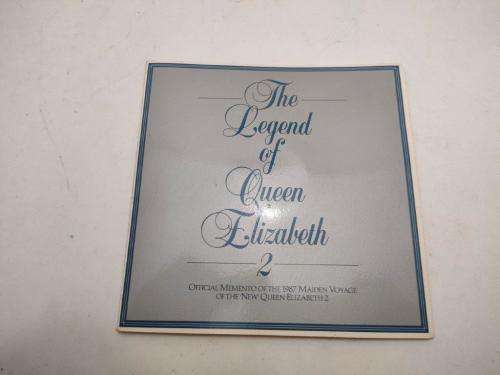 The
Legend
of
Queen
Elizabeth
2
OFFICIAL MEMENTO OF THE 1987 MAIDEN VOYAGE
OF THE NEW QUEEN ELIZABETH 2